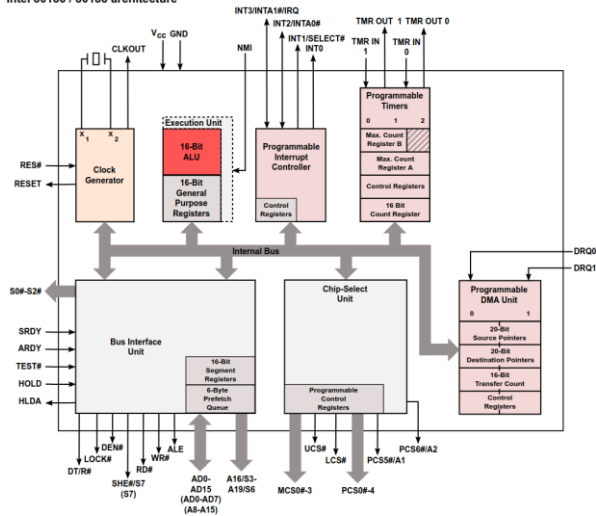 Intel 80186 / 80188 architecture
INT3/INTA1#/IRQ
INT2/INTA0#
INT1/SELECT#
INT0
TMR OUT 1 TMR OUT 0
TMR IN
1
TMR IN
0
CLKOUT
Vcc GND
NMI
X1
X2
Clock
Generator
RES#
RESET
Execution Unit
16-Bit
ALU
16-Bit
General
Purpose
Registers
Programmable
Interrupt
Controller
Control
Registers
Programmable
Timers
0 1 2
Max. Count
Register B
Max. Count
Register A
Control Registers
16 Bit
Count Register
Internal Bus
DRQ0
DRQ1
S0#-S2#
SRDY
ARDY
TEST#
HOLD
HLDA
Bus Interface
Unit
16-Bit
Segment
Registers
6-Byte
Prefetch
Queue
Chip-Select
Unit
Programmable
Control
Registers
Programmable
DMA Unit
0 1
20-Bit
Source Pointers
20-Bit
Destination Pointers
16-Bit
Transfer Count
Control
Registers
DT/R#
LOCK#
DEN#
SHE#/S7
(S7)
RD#
WR#
ALE
AD0-
AD15
(AD0-AD7)
(A8-A15)
A16/S3-
A19/S6
MCS0#-3
UCS#
LCS#
PCS0#-4
PCS5#/A1
PCS6#/A2